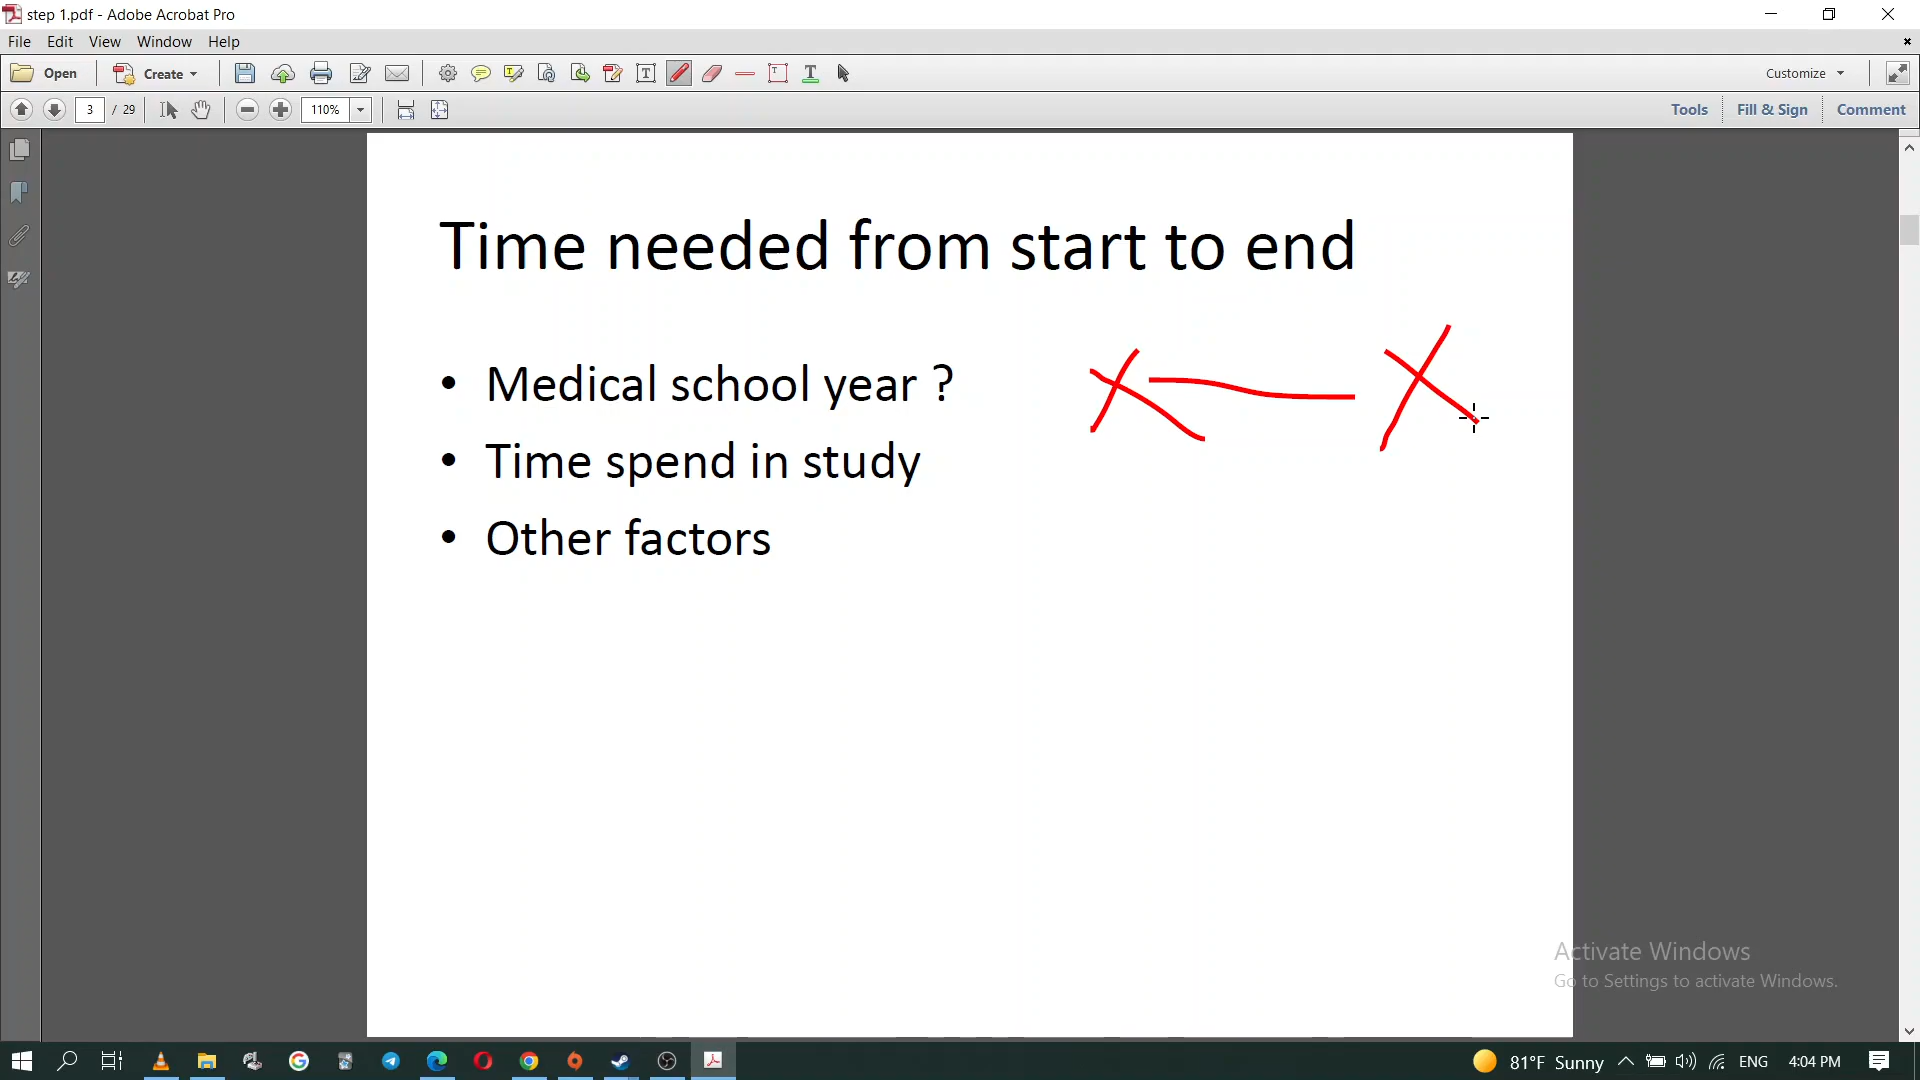 step 1.pdf - Adobe Acrobat Pro
File Edit View Window Help
Open Create Customize
3 / 29 110% Tools Fill & Sign Comment
Time needed from start to end
• Medical school year ?
• Time spend in study
• Other factors
Activate Windows
Go to Settings to activate Windows.
81°F Sunny ENG 4:04 PM